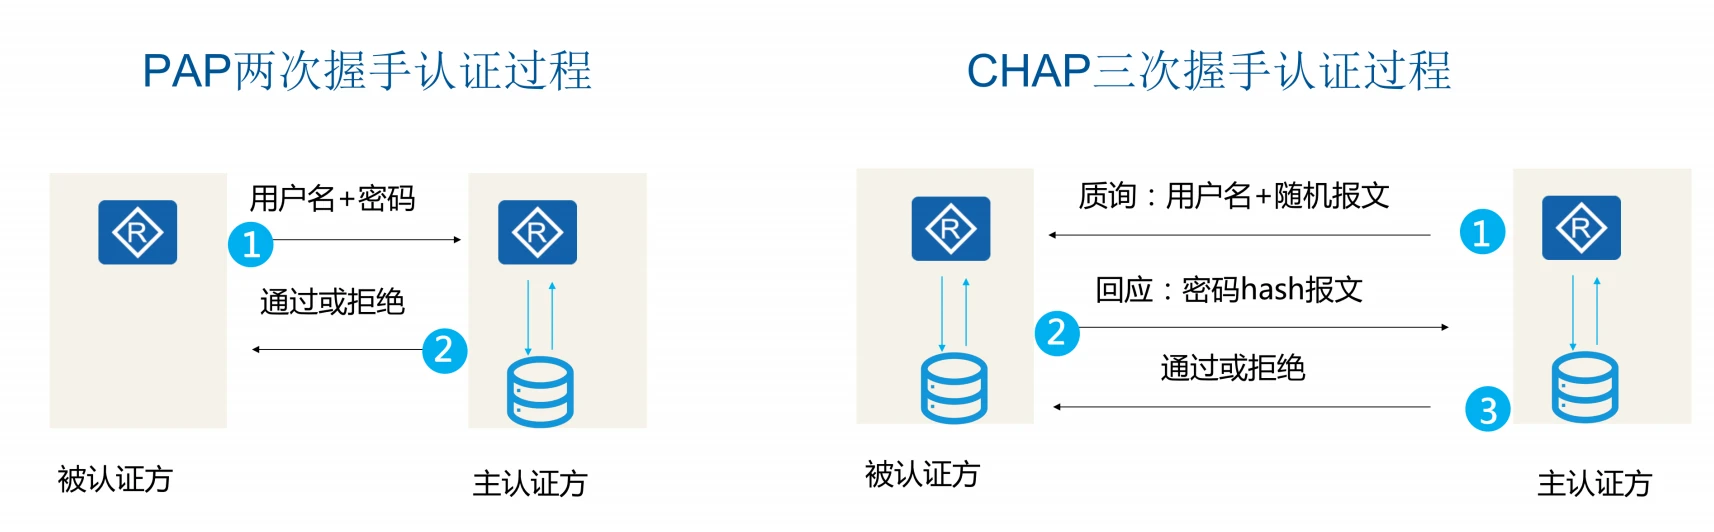 PAP两次握手认证过程
R
用户名+密码
R
1
通过或拒绝
2
被认证方
主认证方
CHAP三次握手认证过程
R
质询：用户名+随机报文
1
R
回应：密码hash报文
2
通过或拒绝
3
被认证方
主认证方